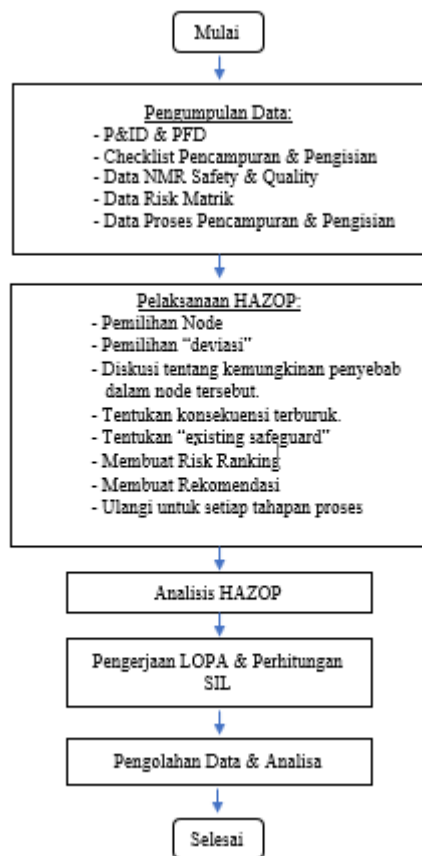 Mulai
Pengumpulan Data:
- P&ID & PFD
- Checklist Pencampuran & Pengisian
- Data NMR Safety & Quality
- Data Risk Matrik
- Data Proses Pencampuran & Pengisian
Pelaksanaan HAZOP:
- Pemilihan Node
- Pemilihan “deviasi”
- Diskusi tentang kemungkinan penyebab
dalam node tersebut.
- Tentukan konsekuensi terburuk.
- Tentukan “existing safeguard”
- Membuat Risk Ranking
- Membuat Rekomendasi
- Ulangi untuk setiap tahapan proses
Analisis HAZOP
Pengerjaan LOPA & Perhitungan
SIL
Pengolahan Data & Analisa
Selesai